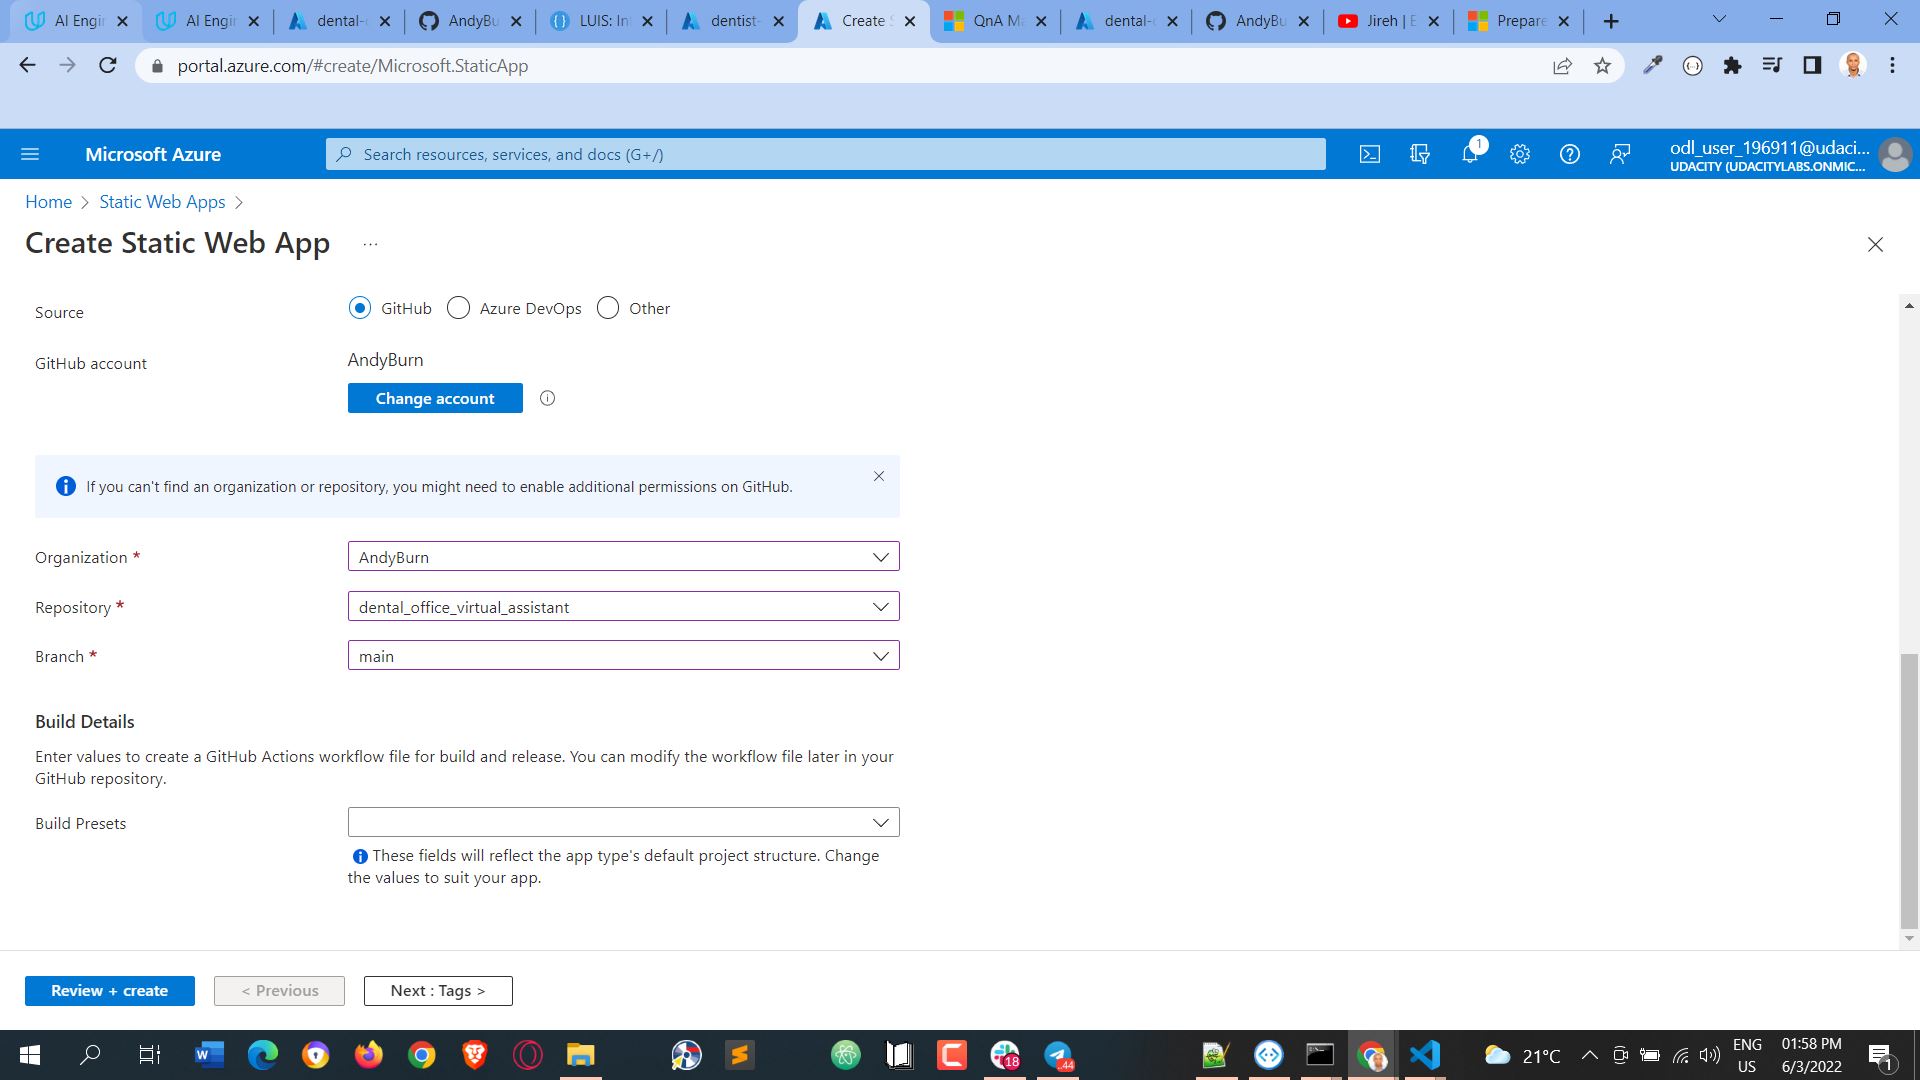 AI Engin
AI Engin
dental-o
AndyBu
LUIS: Int
dentist-
Create S
QnA Ma
dental-o
AndyBu
Jireh | E
Prepare
portal.azure.com/#create/Microsoft.StaticApp
Microsoft Azure
Search resources, services, and docs (G+/)
1
odl_user_196911@udaci...
UDACITY (UDACITYLABS.ONMIC...
Home > Static Web Apps >
Create Static Web App ...
Source GitHub Azure DevOps Other
GitHub account AndyBurn
Change account
If you can't find an organization or repository, you might need to enable additional permissions on GitHub.
Organization * AndyBurn
Repository * dental_office_virtual_assistant
Branch * main
Build Details
Enter values to create a GitHub Actions workflow file for build and release. You can modify the workflow file later in your
GitHub repository.
Build Presets
These fields will reflect the app type's default project structure. Change
the values to suit your app.
Review + create
< Previous
Next : Tags >
18
44
21°C
ENG
US
01:58 PM
6/3/2022
1